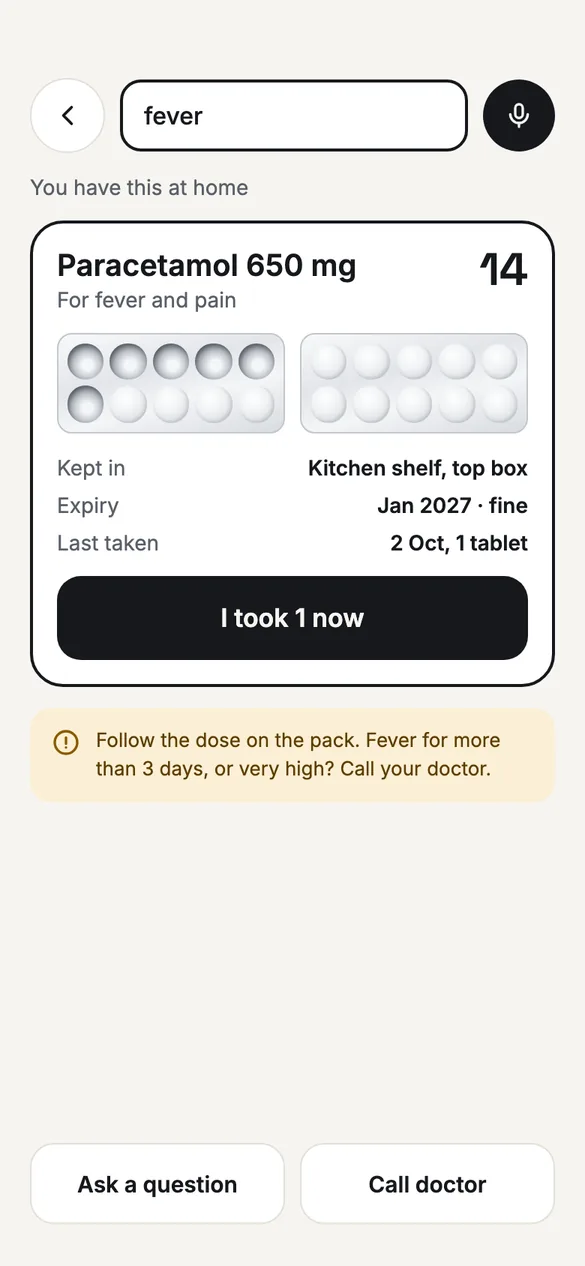 fever
You have this at home
Paracetamol 650 mg
14
For fever and pain
Kept in
Kitchen shelf, top box
Expiry
Jan 2027 · fine
Last taken
2 Oct, 1 tablet
I took 1 now
Follow the dose on the pack. Fever for more
than 3 days, or very high? Call your doctor.
Ask a question
Call doctor